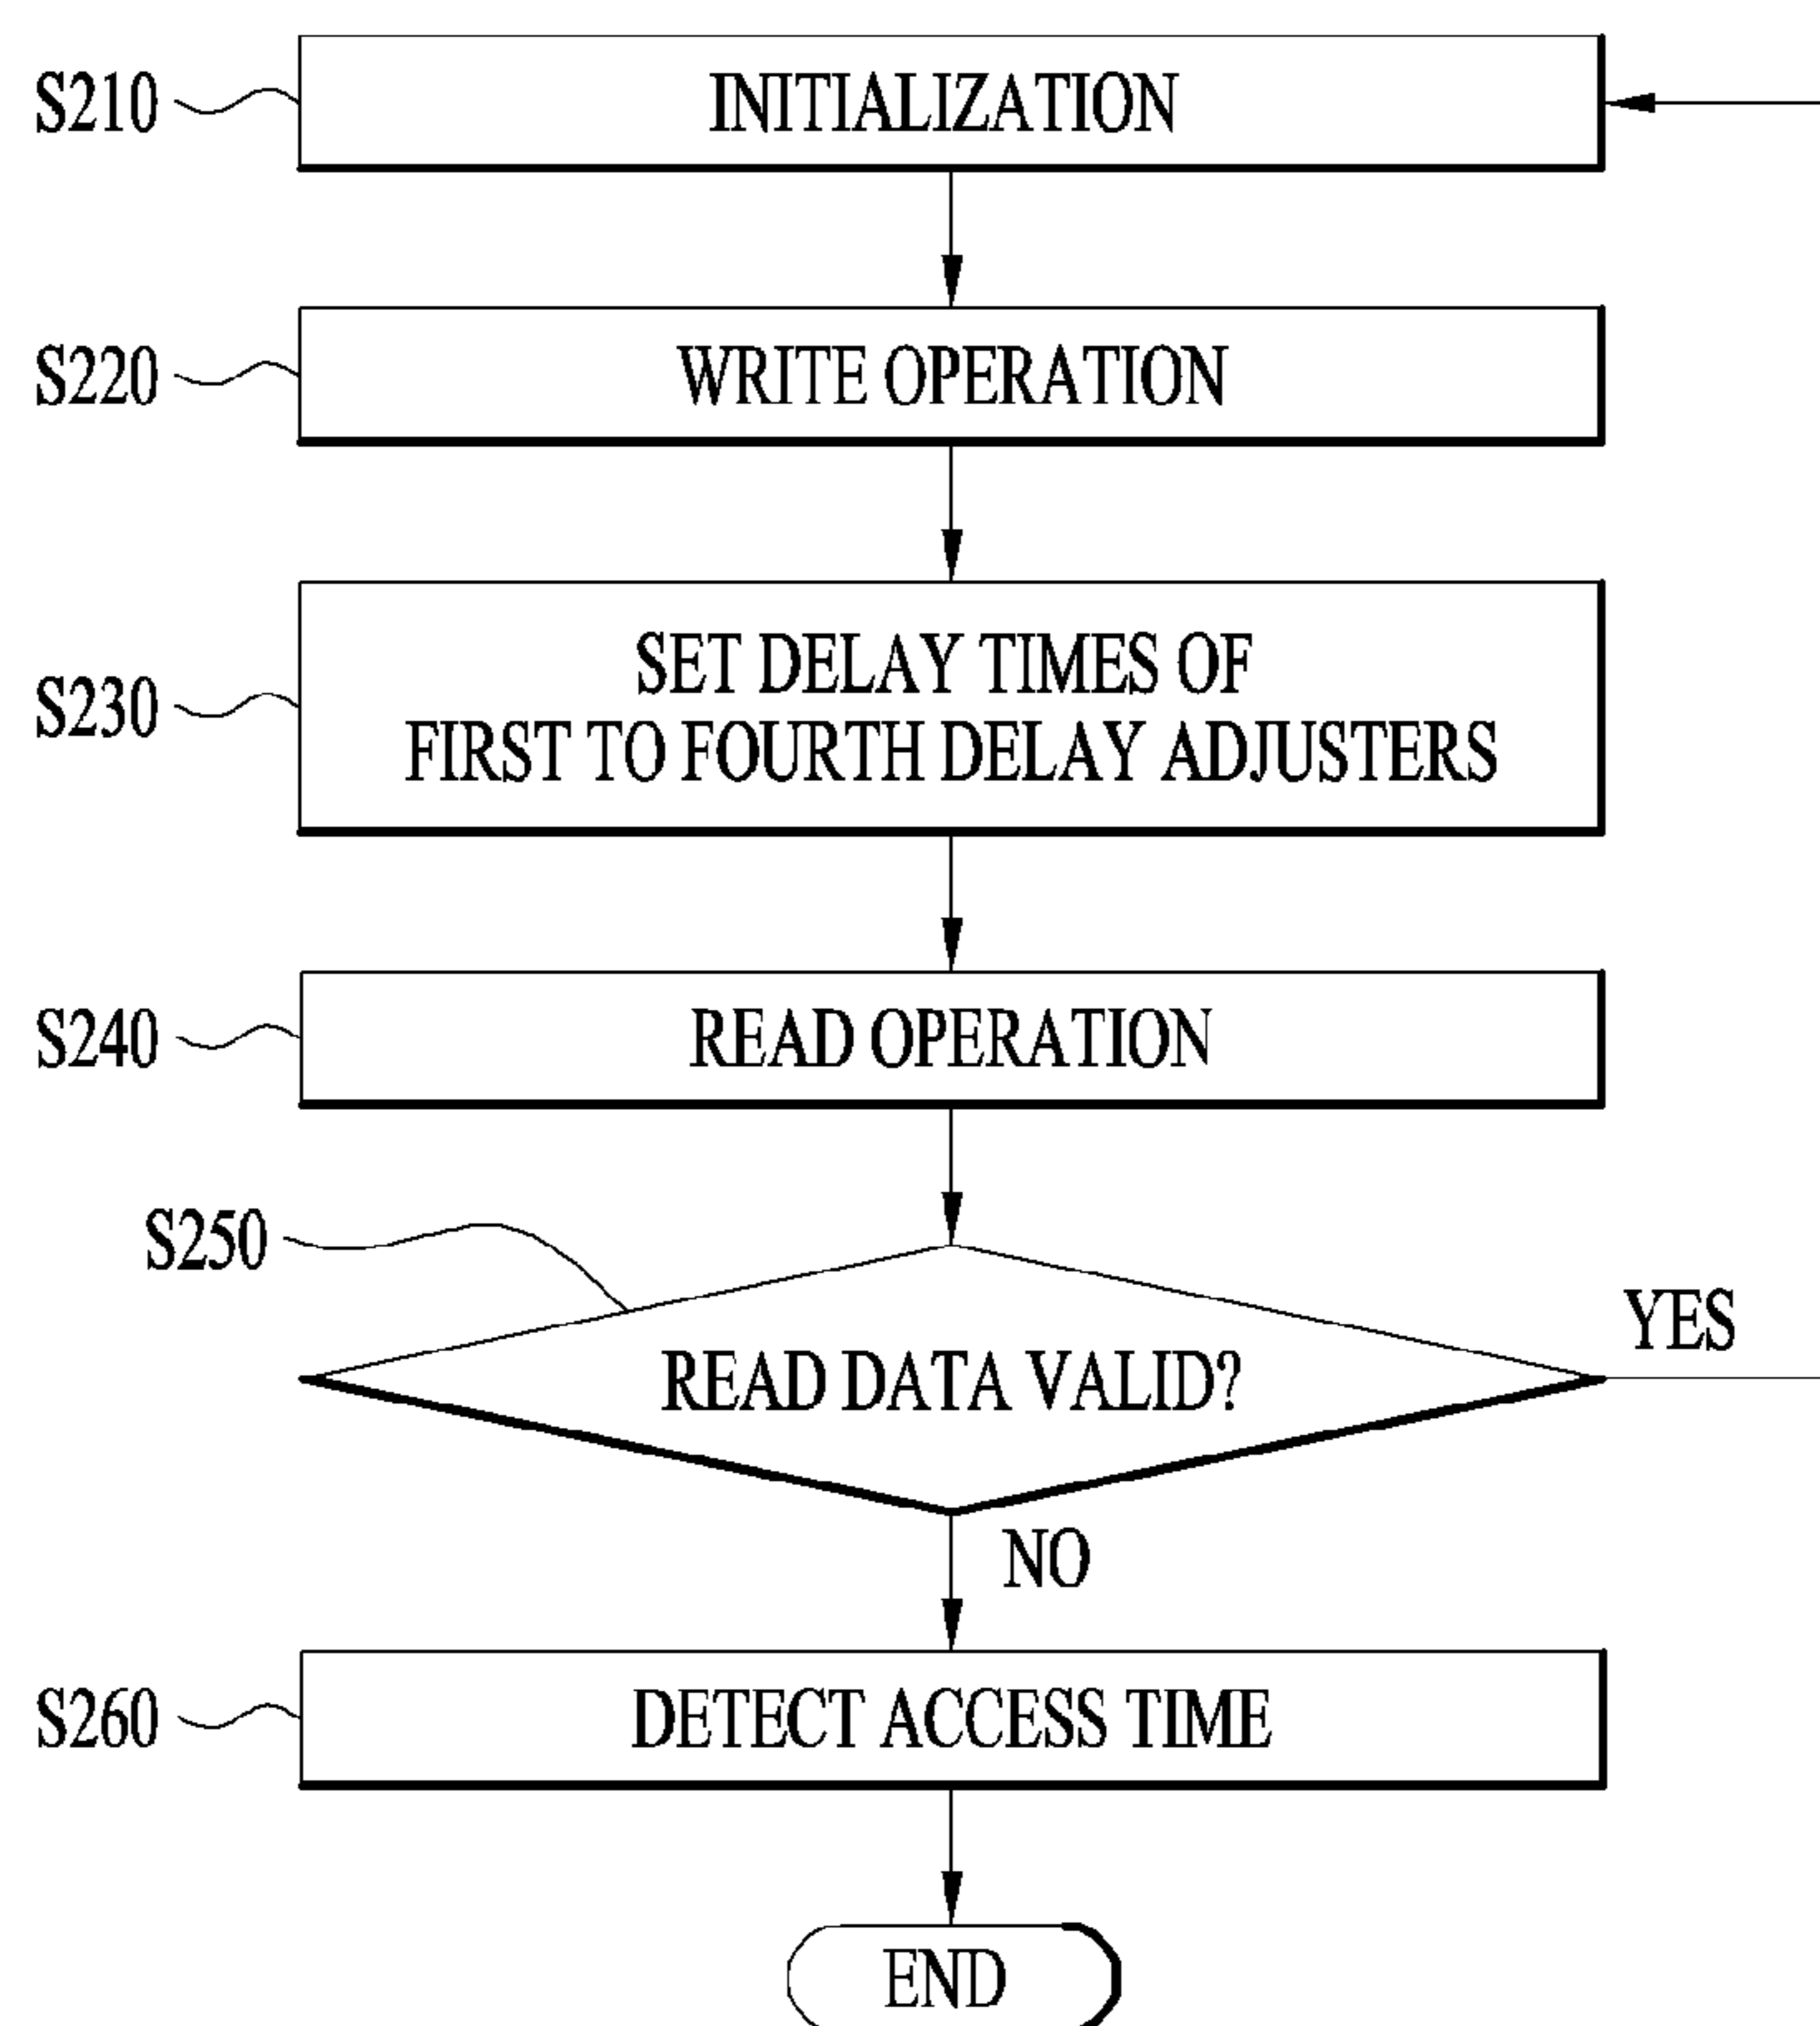 S210
INITIALIZATION
S220
WRITE OPERATION
S230
SET DELAY TIMES OF
FIRST TO FOURTH DELAY ADJUSTERS
S240
READ OPERATION
S250
READ DATA VALID?
YES
NO
S260
DETECT ACCESS TIME
END